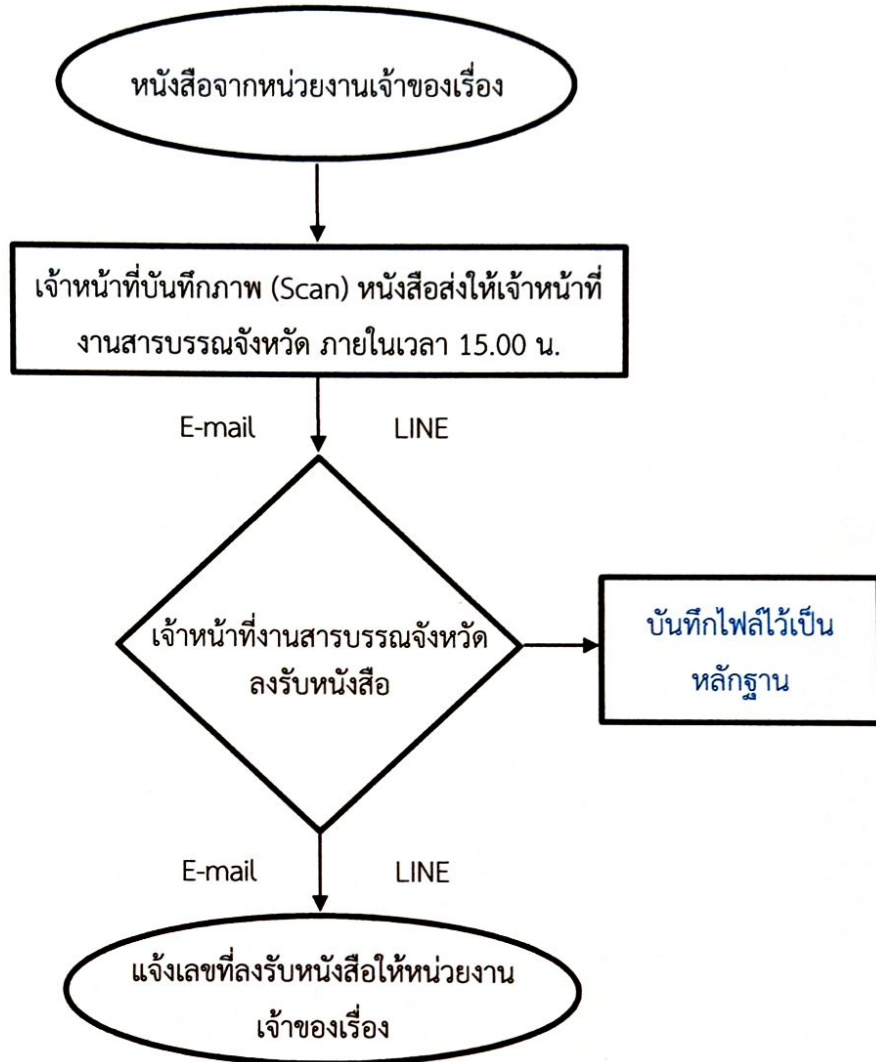 หนังสือจากหน่วยงานเจ้าของเรื่อง
เจ้าหน้าที่บันทึกภาพ (Scan) หนังสือส่งให้เจ้าหน้าที่
งานสารบรรณจังหวัด ภายในเวลา 15.00 น.
E-mail LINE
เจ้าหน้าที่งานสารบรรณจังหวัด
ลงรับหนังสือ
บันทึกไฟล์ไว้เป็น
หลักฐาน
E-mail LINE
แจ้งเลขที่ลงรับหนังสือให้หน่วยงาน
เจ้าของเรื่อง